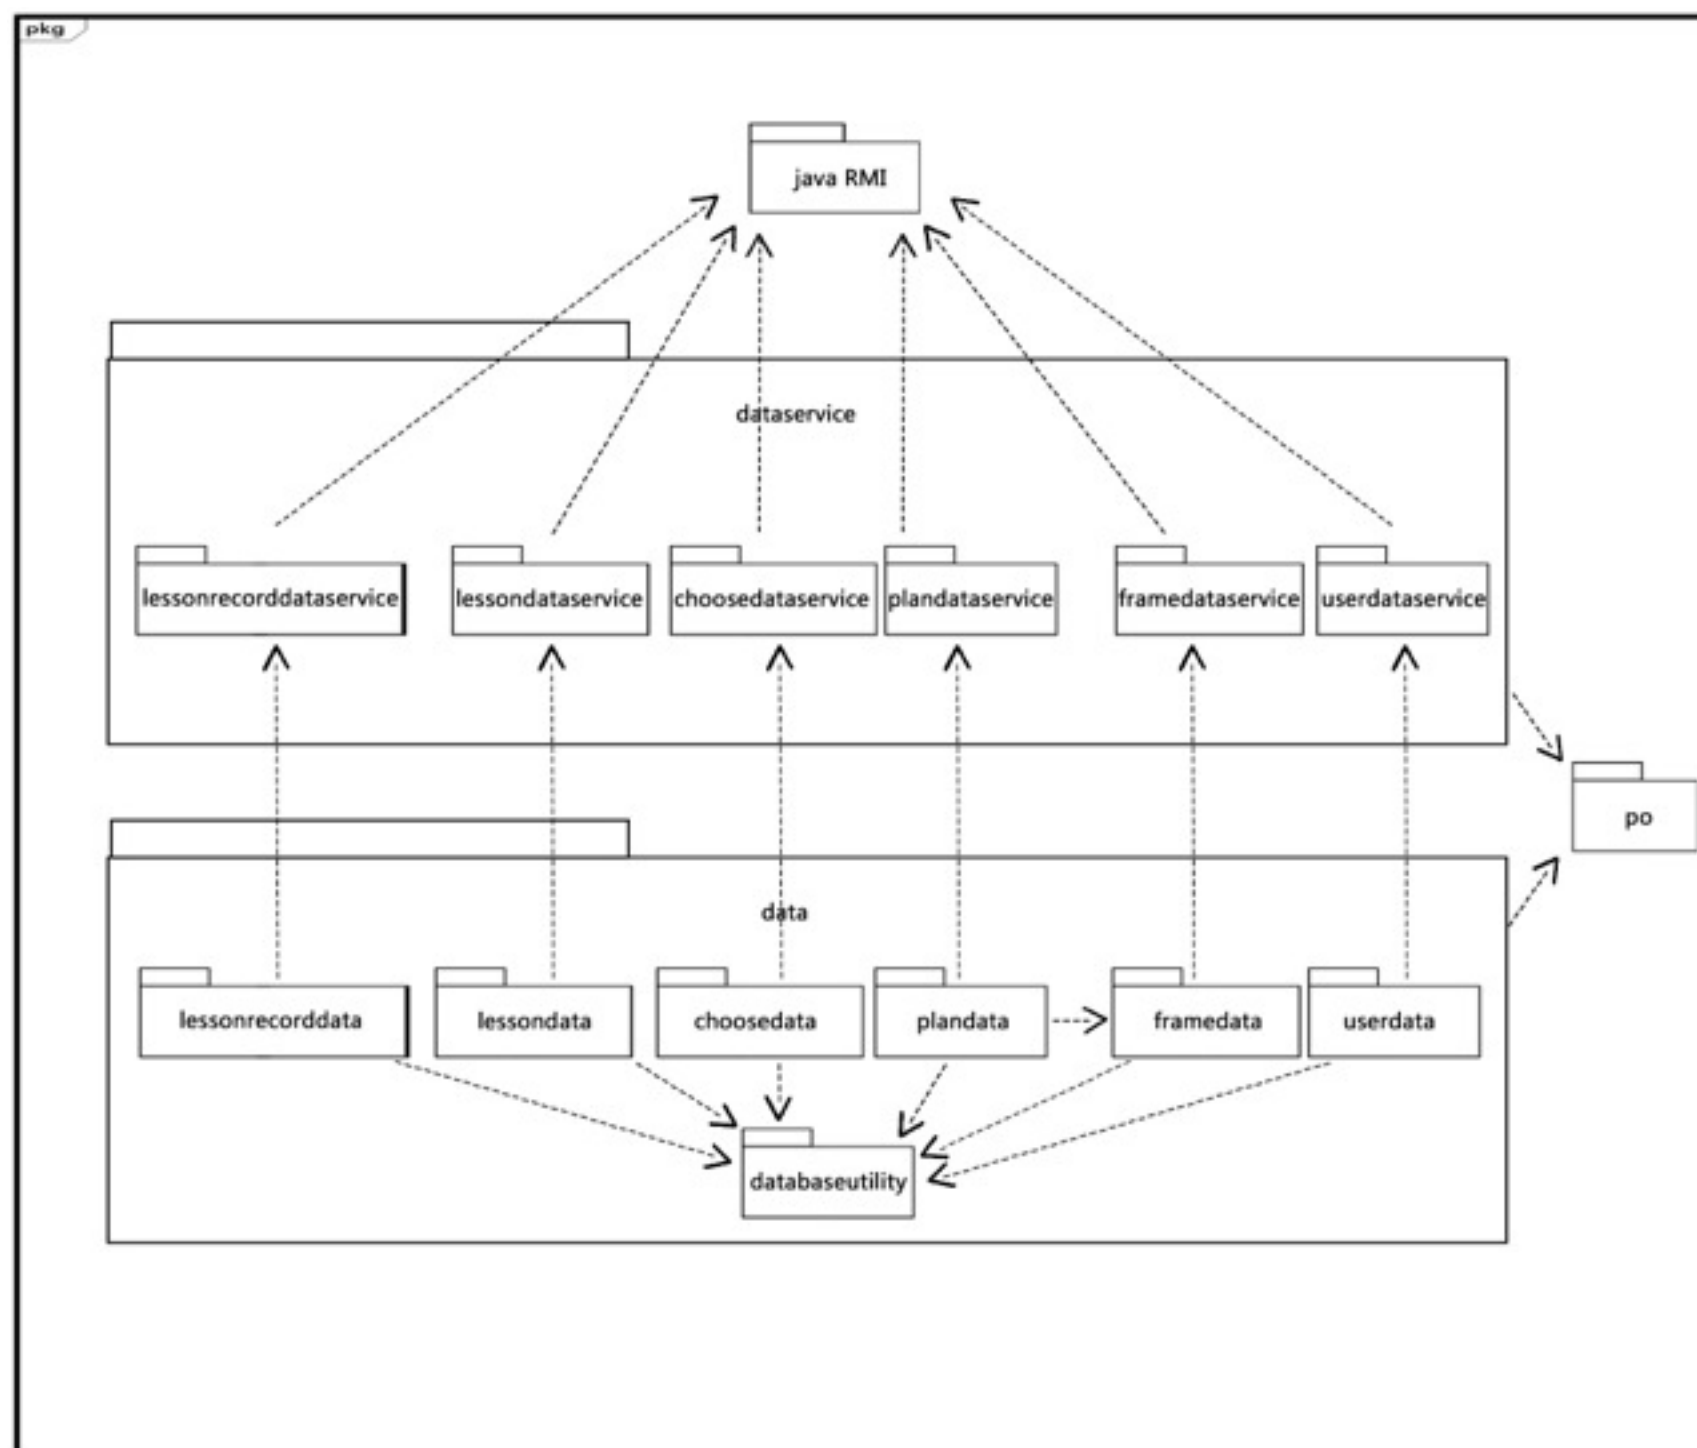 pkg
java RMI
dataservice
lessonrecorddataservice
lessondataservice
choosedataservice
plandataservice
framedataservice
userdataservice
po
data
lessonrecorddata
lessondata
choosedata
plandata
framedata
userdata
databaseutility